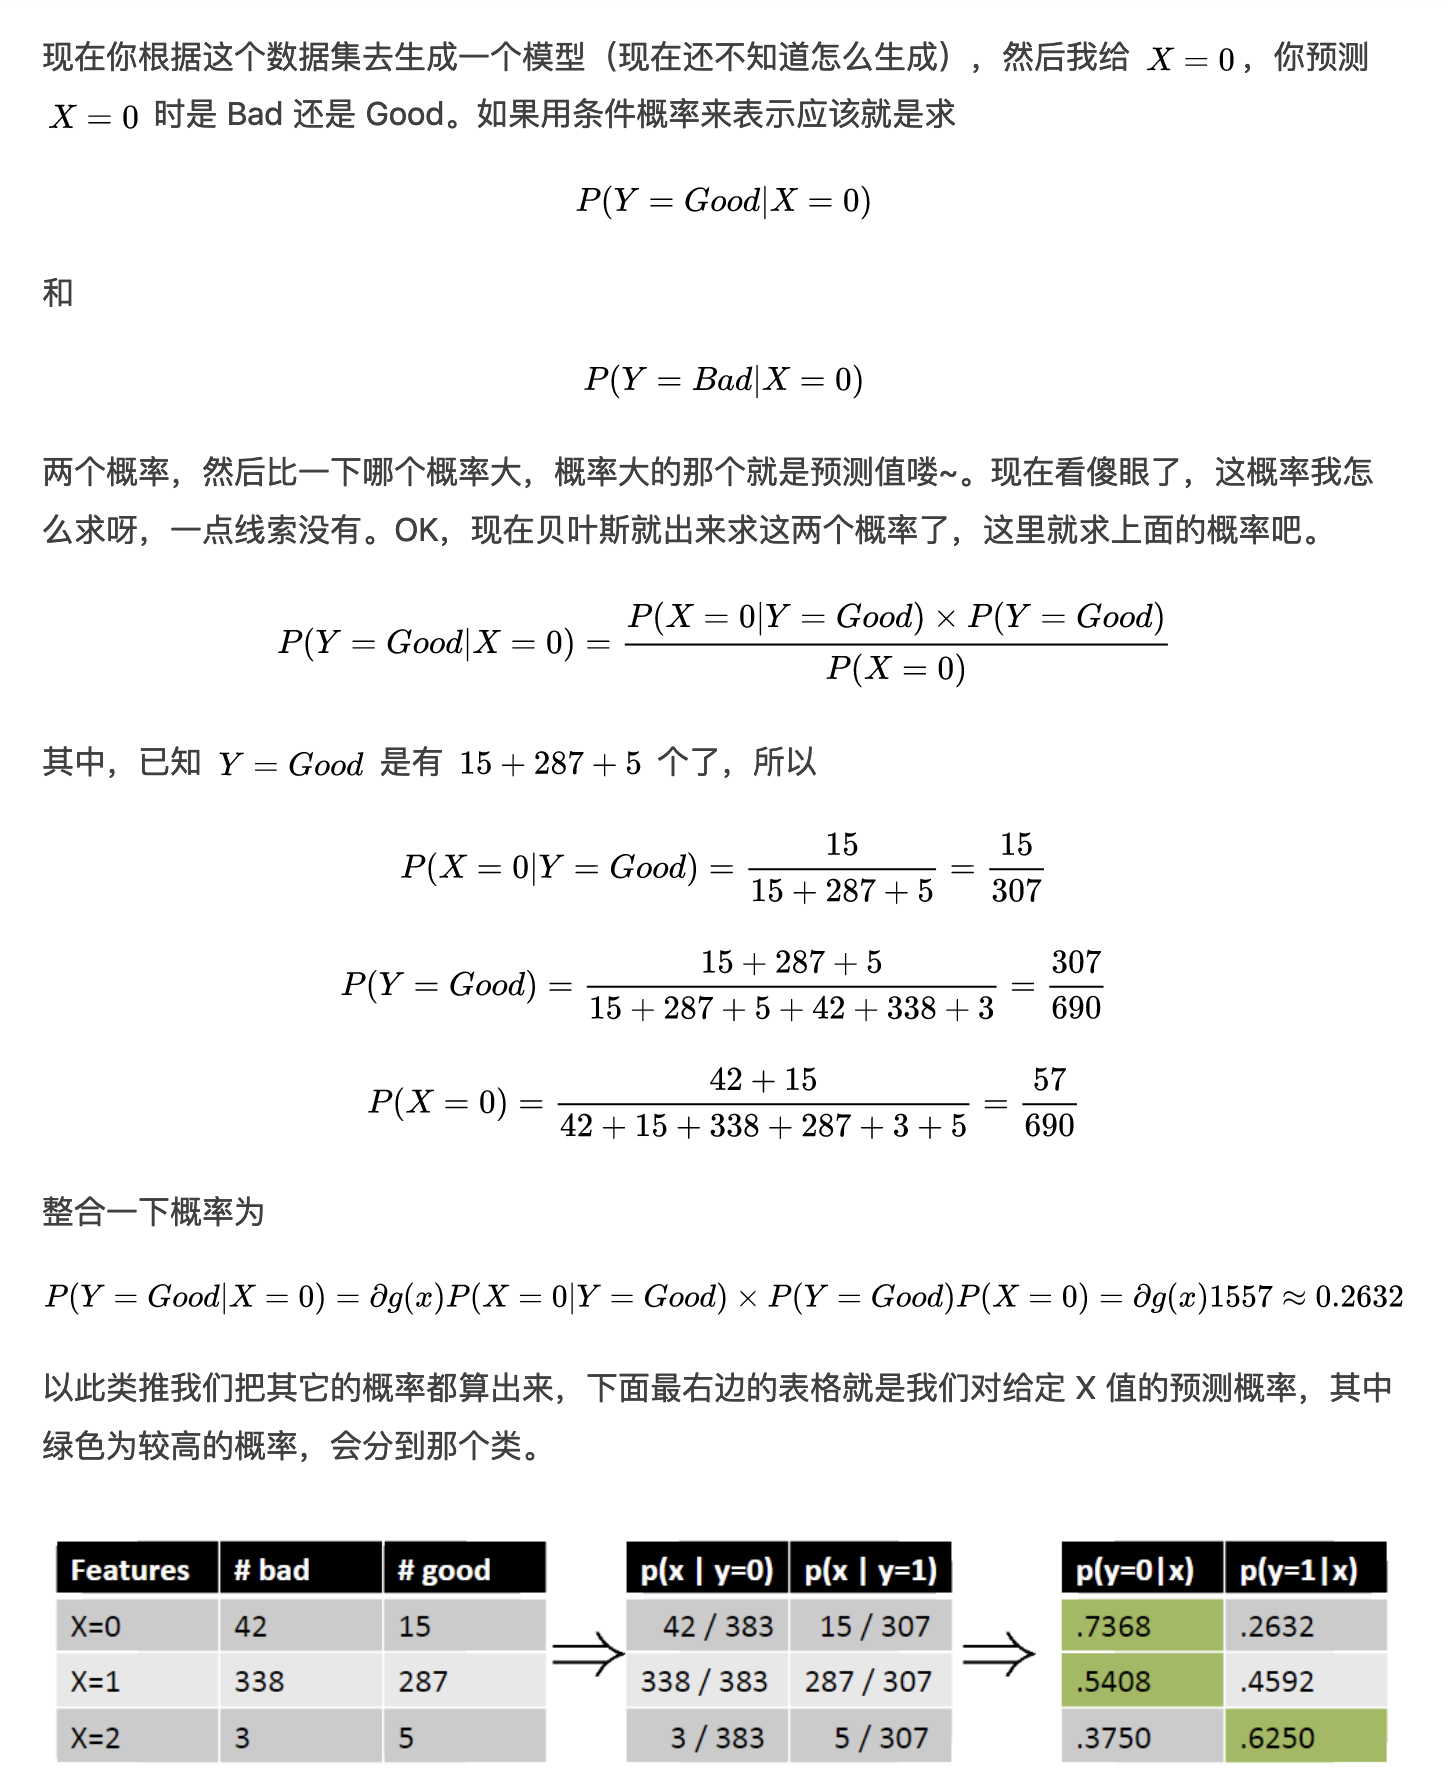 现在你根据这个数据集去生成一个模型（现在还不知道怎么生成），然后我给 X = 0，你预测
X = 0 时是 Bad 还是 Good。如果用条件概率来表示应该就是求
P(Y = Good|X = 0)
和
P(Y = Bad|X = 0)
两个概率，然后比一下哪个概率大，概率大的那个就是预测值喽~。现在看傻眼了，这概率我怎
么求呀，一点线索没有。OK，现在贝叶斯就出来求这两个概率了，这里就求上面的概率吧。
P(Y = Good|X = 0) = \frac{P(X = 0|Y = Good) × P(Y = Good)}{P(X = 0)}
其中，已知 Y = Good 是有 15 + 287 + 5 个了，所以
P(X = 0|Y = Good) = \frac{15}{15 + 287 + 5} = \frac{15}{307}
P(Y = Good) = \frac{15 + 287 + 5}{15 + 287 + 5 + 42 + 338 + 3} = \frac{307}{690}
P(X = 0) = \frac{42 + 15}{42 + 15 + 338 + 287 + 3 + 5} = \frac{57}{690}
整合一下概率为
P(Y = Good|X = 0) = ∂g(x)P(X = 0|Y = Good) × P(Y = Good)P(X = 0) = ∂g(x)1557 ≈ 0.2632
以此类推我们把其它的概率都算出来，下面最右边的表格就是我们对给定 X 值的预测概率，其中
绿色为较高的概率，会分到那个类。
Features # bad # good p(x | y=0) p(x | y=1) p(y=0|x) p(y=1|x)
X=0 42 15 42 / 383 15 / 307 .7368 .2632
X=1 338 287 338 / 383 287 / 307 .5408 .4592
X=2 3 5 3 / 383 5 / 307 .3750 .6250